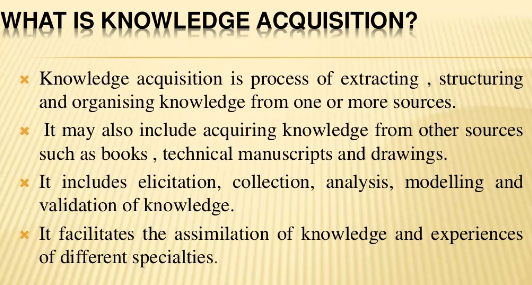 WHAT IS KNOWLEDGE ACQUISITION?
Knowledge acquisition is process of extracting , structuring
and organising knowledge from one or more sources.
It may also include acquiring knowledge from other sources
such as books , technical manuscripts and drawings.
It includes elicitation, collection, analysis, modelling and
validation of knowledge.
It facilitates the assimilation of knowledge and experiences
of different specialties.